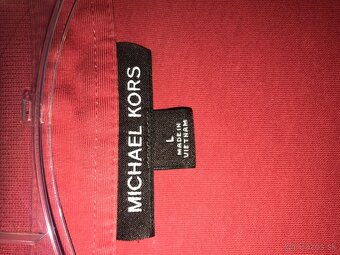 MICHAEL KORS
L
MADE IN
VIETNAM